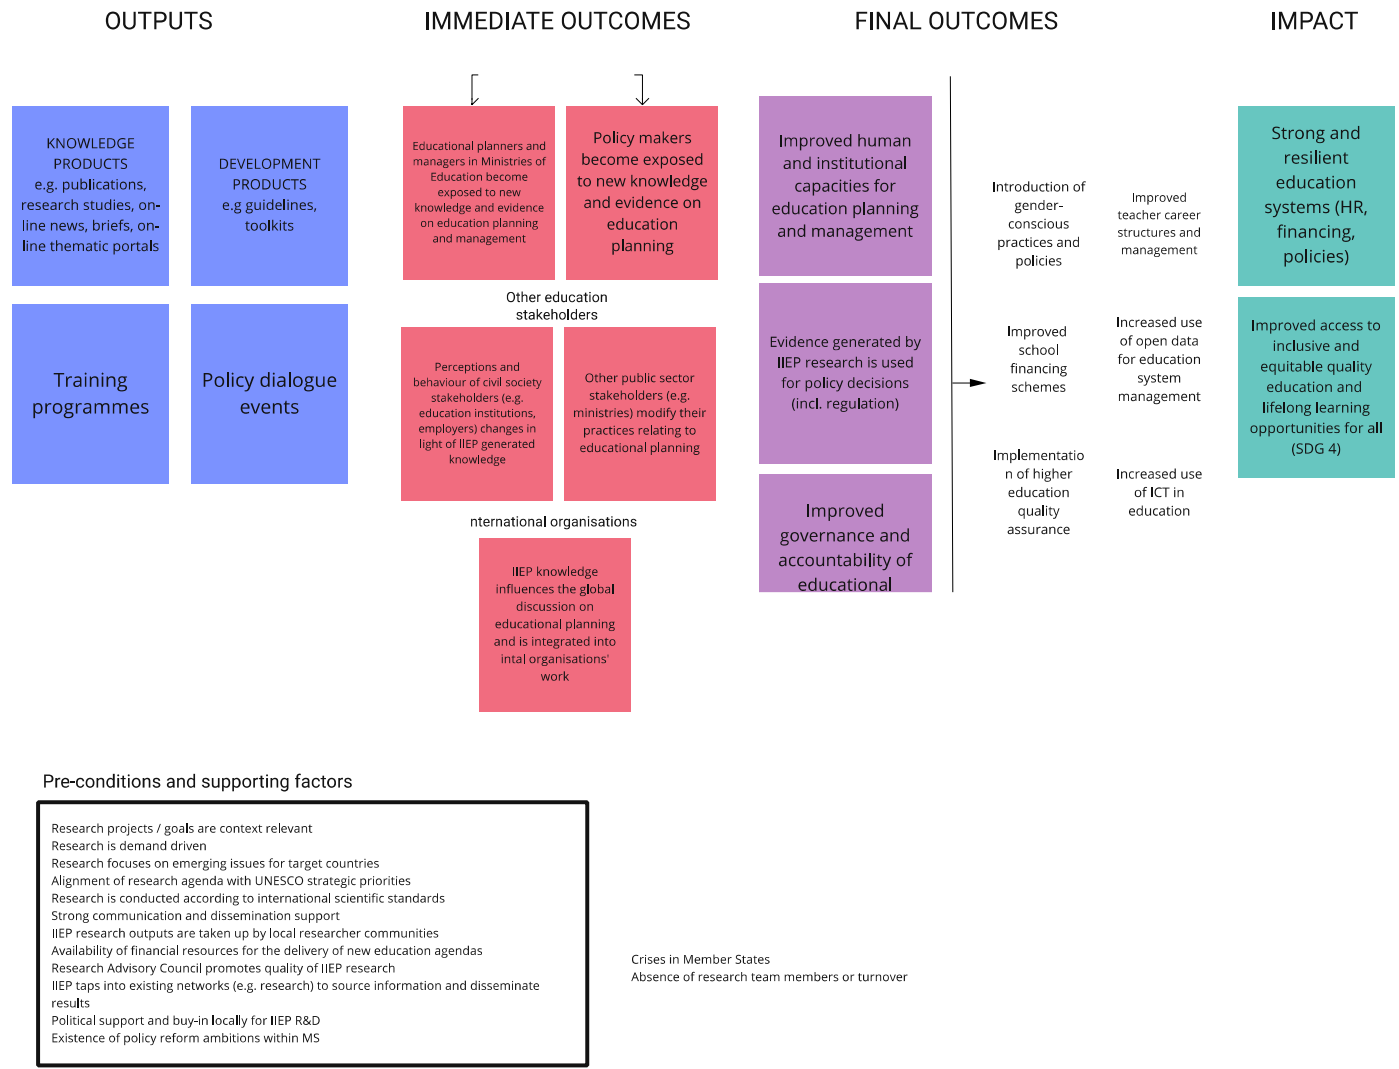 OUTPUTS
IMMEDIATE OUTCOMES
FINAL OUTCOMES
IMPACT
KNOWLEDGE
PRODUCTS
e.g. publications,
research studies, on-
line news, briefs, on-
line thematic portals
DEVELOPMENT
PRODUCTS
e.g guidelines,
toolkits
Training
programmes
Policy dialogue
events
Educational planners and
managers in Ministries of
Education become
exposed to new
knowledge and evidence
on education planning
and management
Policy makers
become exposed
to new knowledge
and evidence on
education
planning
Other education
stakeholders
Perceptions and
behaviour of civil society
stakeholders (e.g.
education institutions,
employers) changes in
light of IIEP generated
knowledge
Other public sector
stakeholders (e.g.
ministries) modify their
practices relating to
educational planning
nternational organisations
IIEP knowledge
influences the global
discussion on
educational planning
and is integrated into
intal organisations'
work
Improved human
and institutional
capacities for
education planning
and management
Evidence generated by
IIEP research is used
for policy decisions
(incl. regulation)
Improved
governance and
accountability of
educational
Introduction of
gender-
conscious
practices and
policies
Improved
teacher career
structures and
management
Improved
school
financing
schemes
Increased use
of open data
for education
system
management
Implementatio
n of higher
education
quality
assurance
Increased use
of ICT in
education
Strong and
resilient
education
systems (HR,
financing,
policies)
Improved access to
inclusive and
equitable quality
education and
lifelong learning
opportunities for all
(SDG 4)
Pre-conditions and supporting factors
Research projects / goals are context relevant
Research is demand driven
Research focuses on emerging issues for target countries
Alignment of research agenda with UNESCO strategic priorities
Research is conducted according to international scientific standards
Strong communication and dissemination support
IIEP research outputs are taken up by local researcher communities
Availability of financial resources for the delivery of new education agendas
Research Advisory Council promotes quality of IIEP research
IIEP taps into existing networks (e.g. research) to source information and disseminate
results
Political support and buy-in locally for IIEP R&D
Existence of policy reform ambitions within MS
Crises in Member States
Absence of research team members or turnover